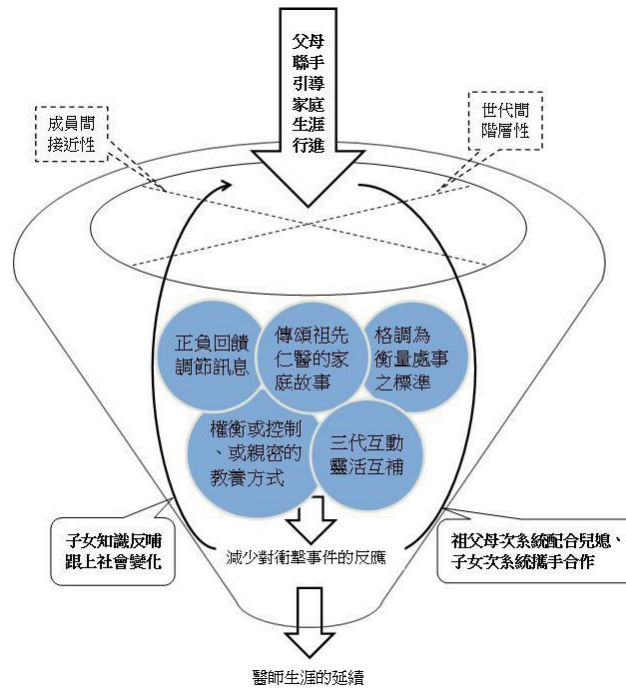 父母
聯手
引導
家庭
生涯
行進
成員間
接近性
世代間
階層性
正負回饋
調節訊息
傳頌祖先
仁醫的家
庭故事
格調為
衡量處事
之標準
權衡或控制
、或親密的
教養方式
三代互動
靈活互補
子女知識反哺
跟上社會變化
減少對衝擊事件的反應
祖父母次系統配合兒媳、
子女次系統攜手合作
醫師生涯的延續